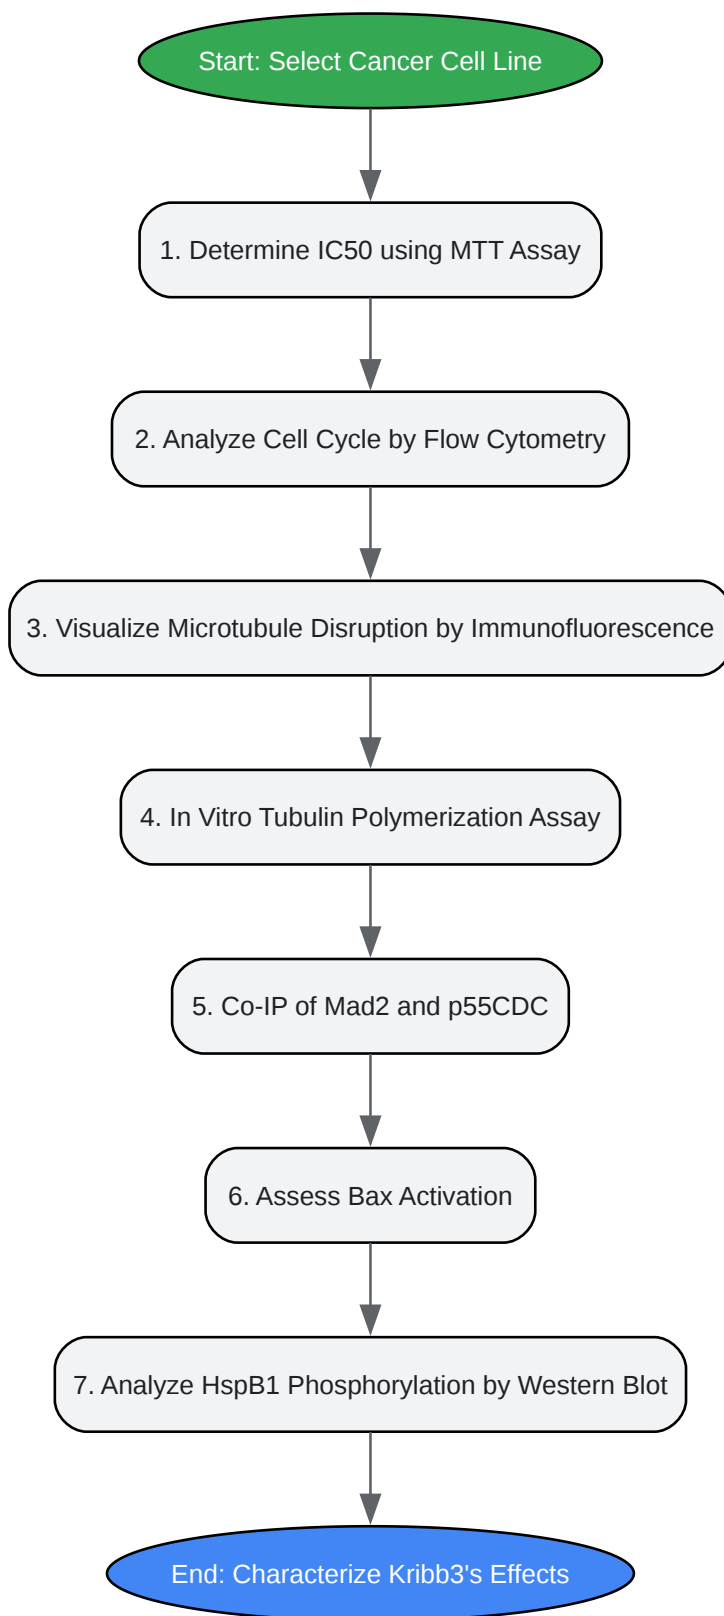 Start: Select Cancer Cell Line
1. Determine IC50 using MTT Assay
2. Analyze Cell Cycle by Flow Cytometry
3. Visualize Microtubule Disruption by Immunofluorescence
4. In Vitro Tubulin Polymerization Assay
5. Co-IP of Mad2 and p55CDC
6. Assess Bax Activation
7. Analyze HspB1 Phosphorylation by Western Blot
End: Characterize Kribb3's Effects